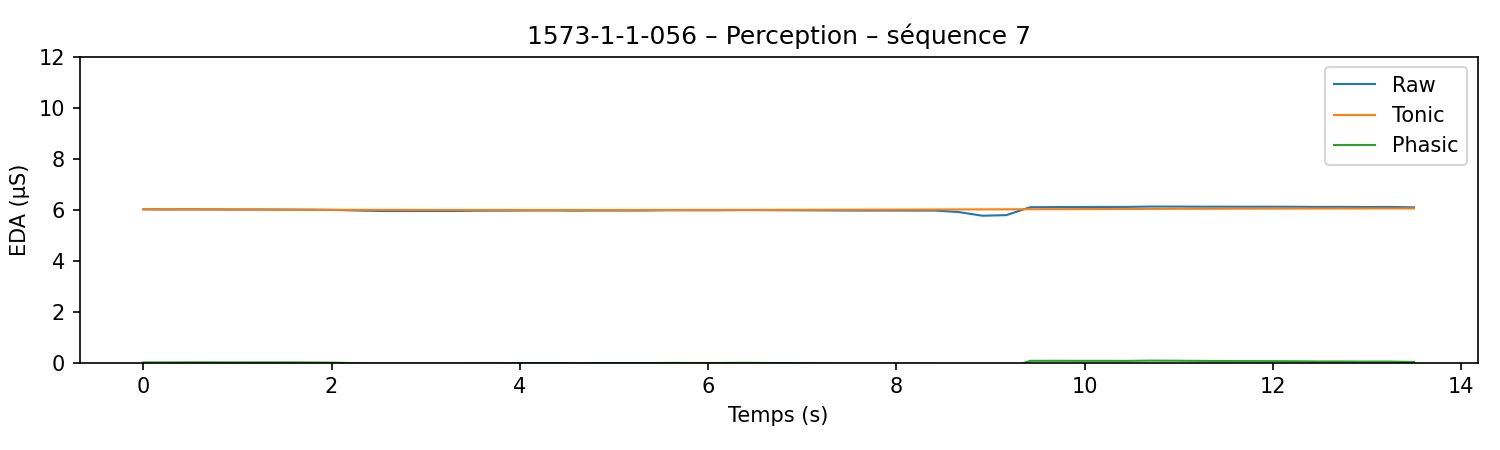 1573-1-1-056 – Perception – séquence 7
EDA (µS)
12
10
8
6
4
2
0
Raw
Tonic
Phasic
0 2 4 6 8 10 12 14
Temps (s)